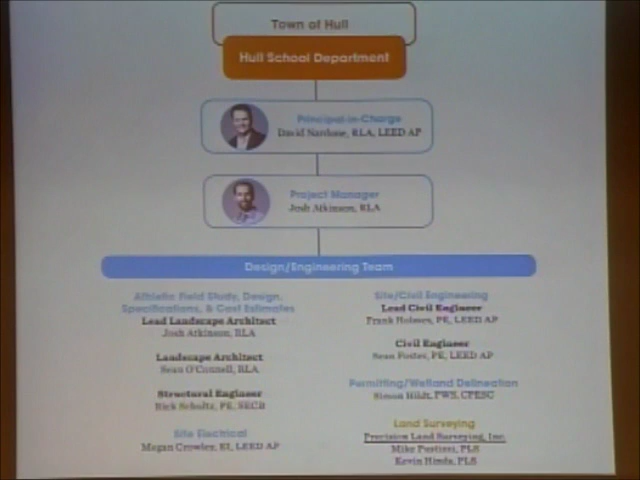 Town of Hull
Hull School Department
Principal-in-Charge
David Nardone, RLA, LEED AP
Project Manager
Josh Atkinson, RLA
Design/Engineering Team
Athletic Field Study, Design,
Specifications, & Cost Estimates
Lead Landscape Architect
Josh Atkinson, RLA
Landscape Architect
Sean O'Connell, RLA
Structural Engineer
Rick Schultz, PE, SECB
Site Electrical
Megan Crowley, EI, LEED AP
Site/Civil Engineering
Lead Civil Engineer
Frank Holmes, PE, LEED AP
Civil Engineer
Sean Foster, PE, LEED AP
Permitting/Wetland Delineation
Simon Hildt, PWS, CPESC
Land Surveying
Precision Land Surveying, Inc.
Mike Pustizzi, PLS
Kevin Hinds, PLS